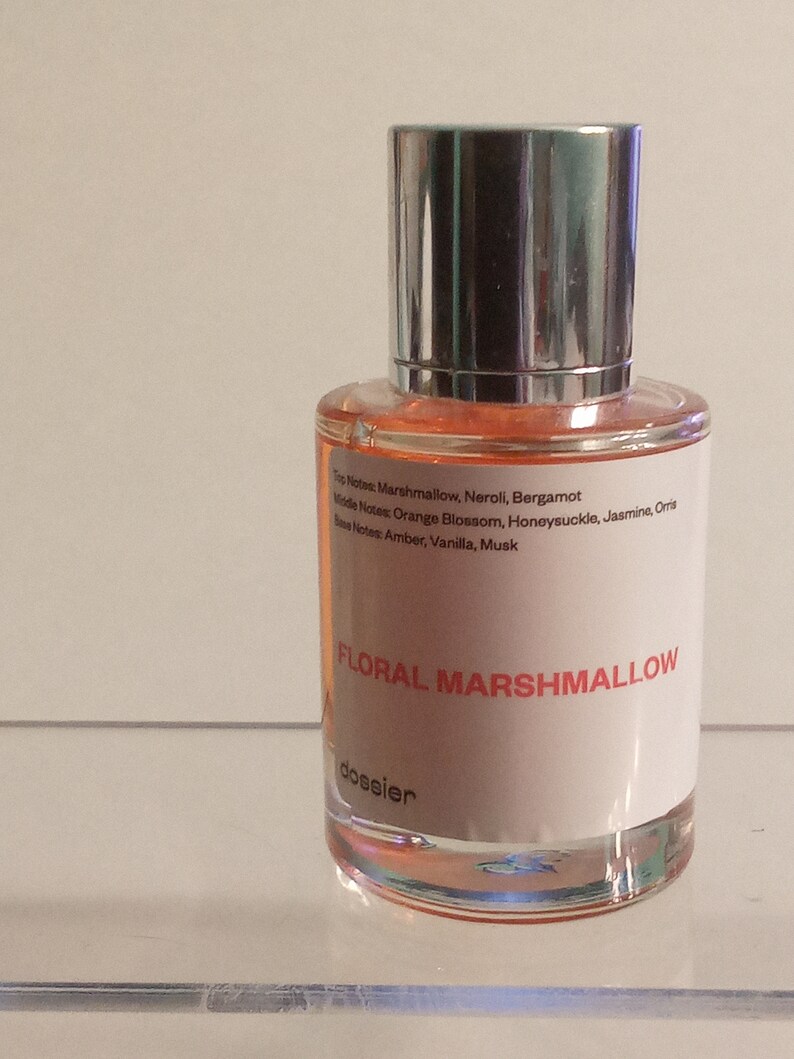 Top Notes: Marshmallow, Neroli, Bergamot
Middle Notes: Orange Blossom, Honeysuckle, Jasmine, Orris
Base Notes: Amber, Vanilla, Musk
FLORAL MARSHMALLOW
dossier